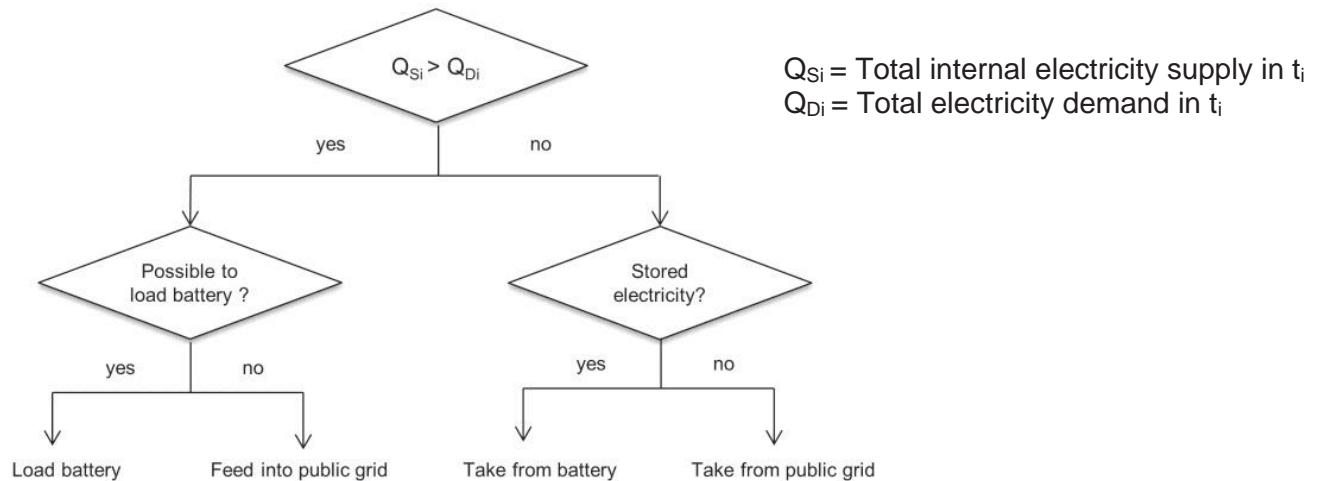 Q_Si > Q_Di
Q_Si = Total internal electricity supply in t_i
Q_Di = Total electricity demand in t_i
yes
no
Possible to
load battery ?
Stored
electricity?
yes
no
yes
no
Load battery
Feed into public grid
Take from battery
Take from public grid